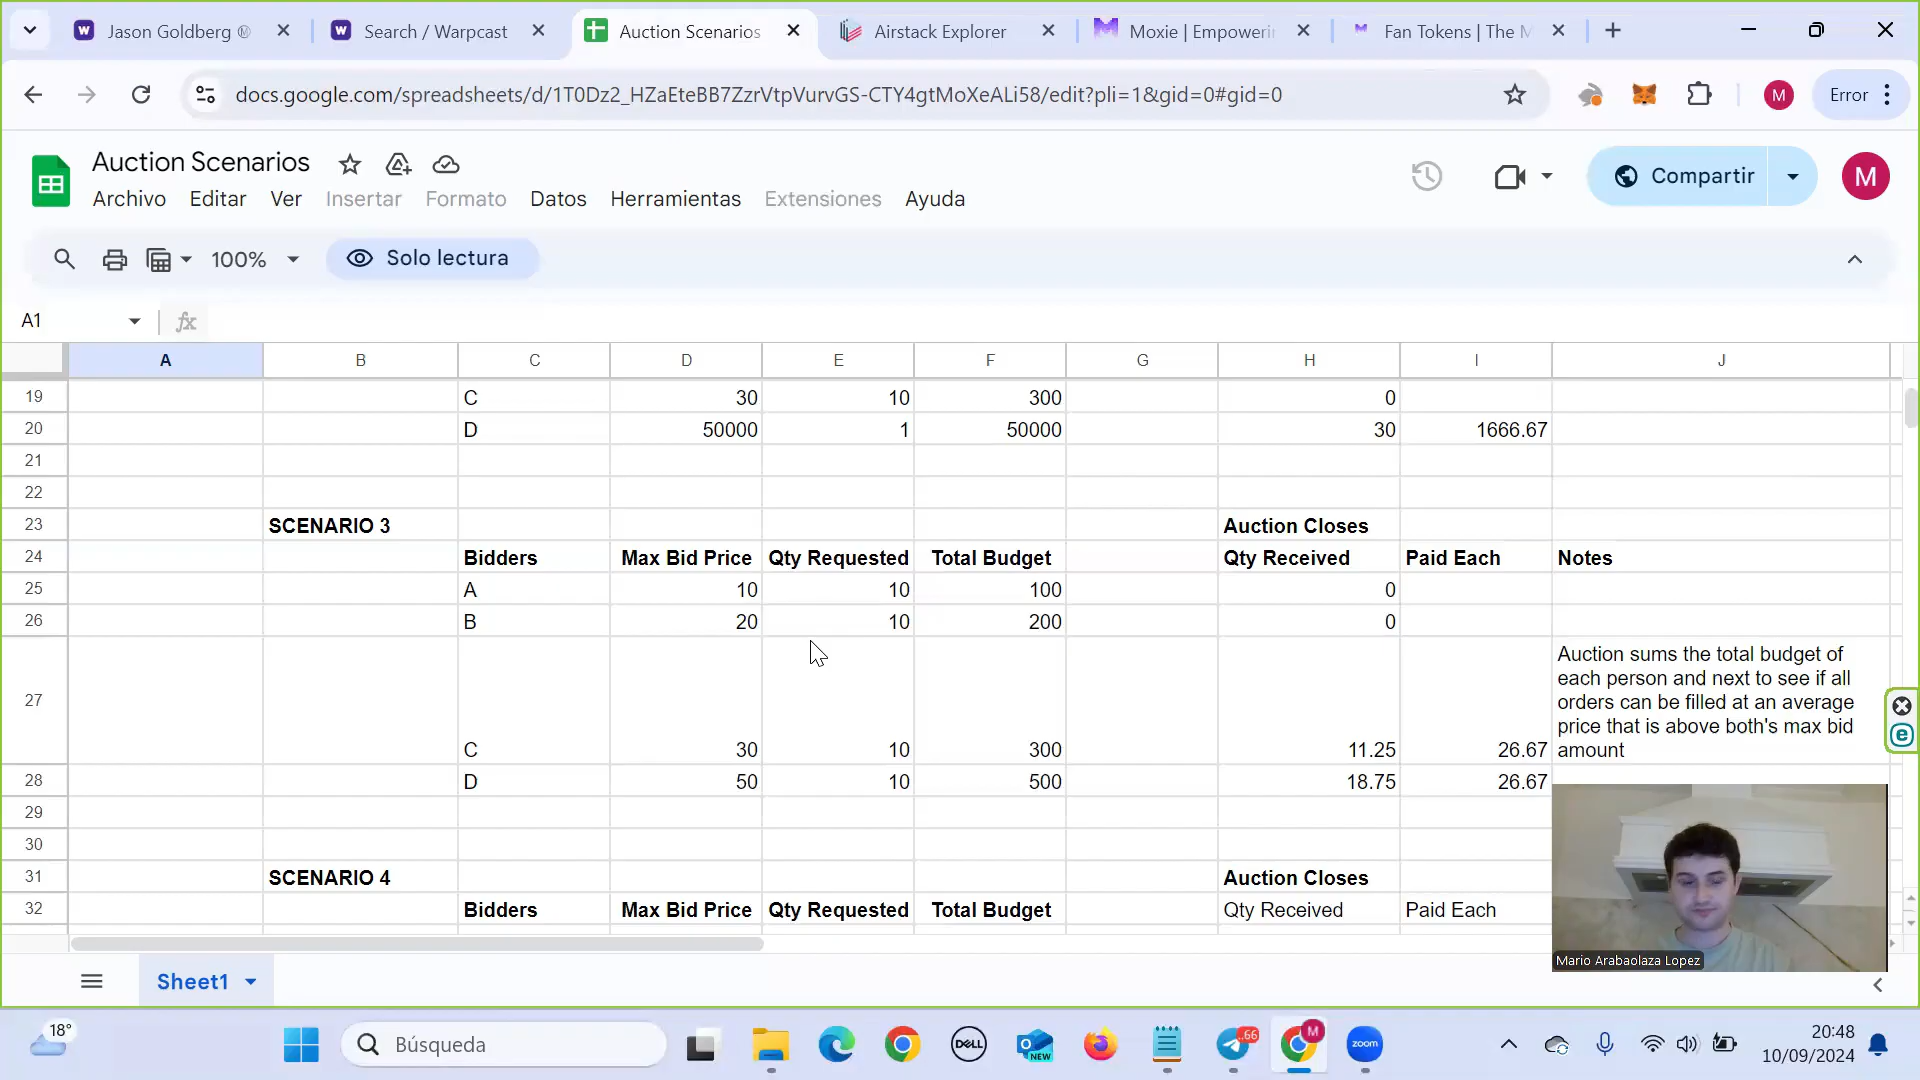 Jason Goldberg
Search / Warpcast
Auction Scenarios
Airstack Explorer
Moxie | Empowerin
Fan Tokens | The M
docs.google.com/spreadsheets/d/1T0Dz2_HZaEteBB7ZzrVtpVurvGS-CTY4gtMoXeALi58/edit?pli=1&gid=0#gid=0
M
Error
Auction Scenarios
Archivo Editar Ver Insertar Formato Datos Herramientas Extensiones Ayuda
Compartir
M
100%
Solo lectura
A1
fx
A B C D E F G H I J
19 C 30 10 300 0
20 D 50000 1 50000 30 1666.67
21
22
23 SCENARIO 3 Auction Closes
24 Bidders Max Bid Price Qty Requested Total Budget Qty Received Paid Each Notes
25 A 10 10 100 0
26 B 20 10 200 0
Auction sums the total budget of
each person and next to see if all
orders can be filled at an average
price that is above both's max bid
amount
27 C 30 10 300 11.25 26.67
28 D 50 10 500 18.75 26.67
29
30
31 SCENARIO 4 Auction Closes
32 Bidders Max Bid Price Qty Requested Total Budget Qty Received Paid Each
Mario Arabaolaza Lopez
Sheet1
18°
Búsqueda
DELL
NEW
66
M
zoom
20:48
10/09/2024